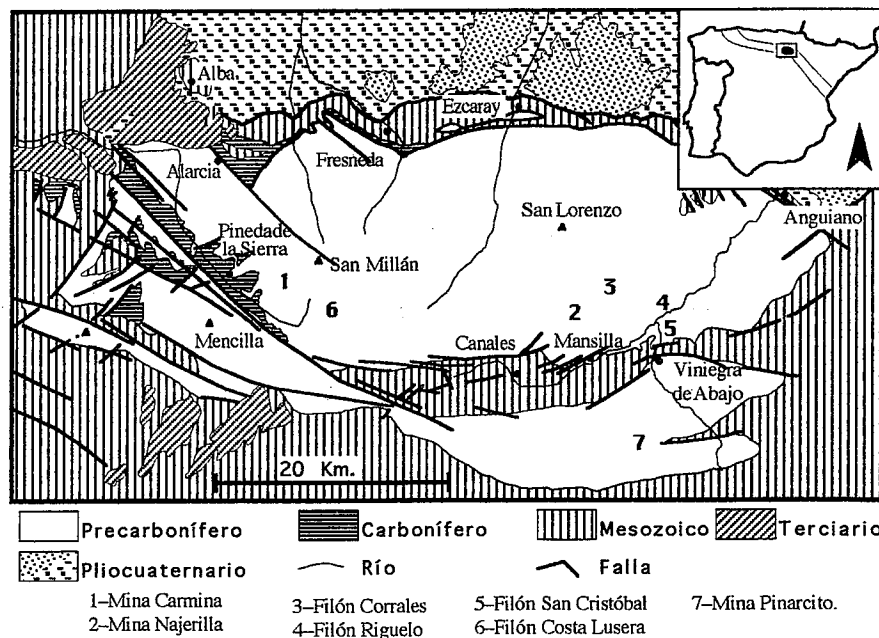 Alba.
Ezcaray
Alarcia
Fresneda
San Lorenzo
Anguiano
Pineda de
la Sierra
San Millán
1
3
6
2
4
Mencilla
Canales
Mansilla
5
Viniegra
de Abajo
7
20 Km.
Precarbonífero
Carbonífero
Mesozoico
Terciario
Pliocuaternario
Río
Falla
1–Mina Carmina
3–Filón Corrales
5–Filón San Cristóbal
7–Mina Pinarcito.
2–Mina Najerilla
4–Filón Riguelo
6–Filón Costa Lusera